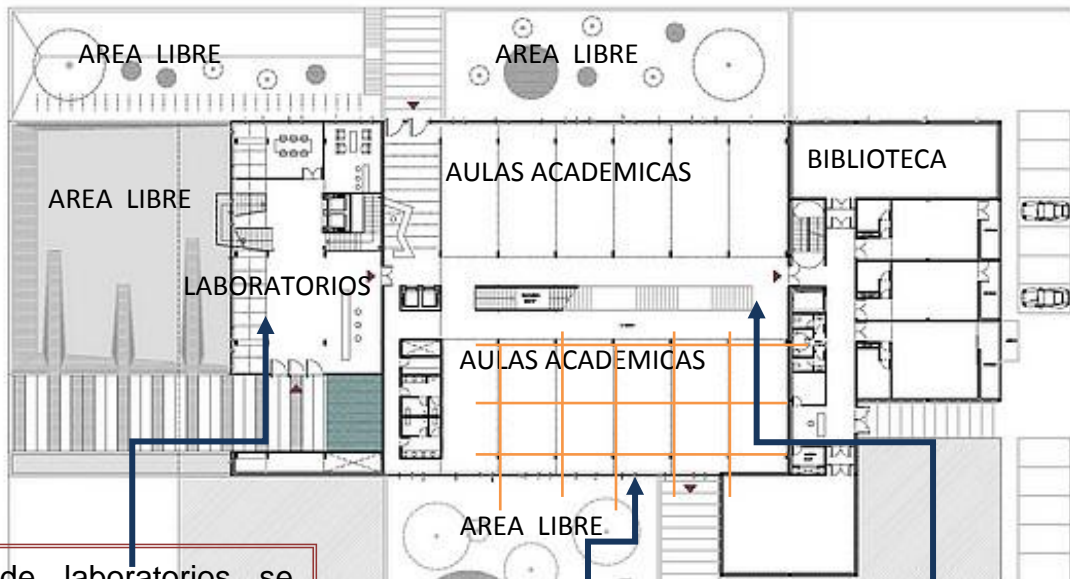 AREA LIBRE
AREA LIBRE
AULAS ACADEMICAS
BIBLIOTECA
AREA LIBRE
LABORATORIOS
AULAS ACADEMICAS
AREA LIBRE
de laboratorios se